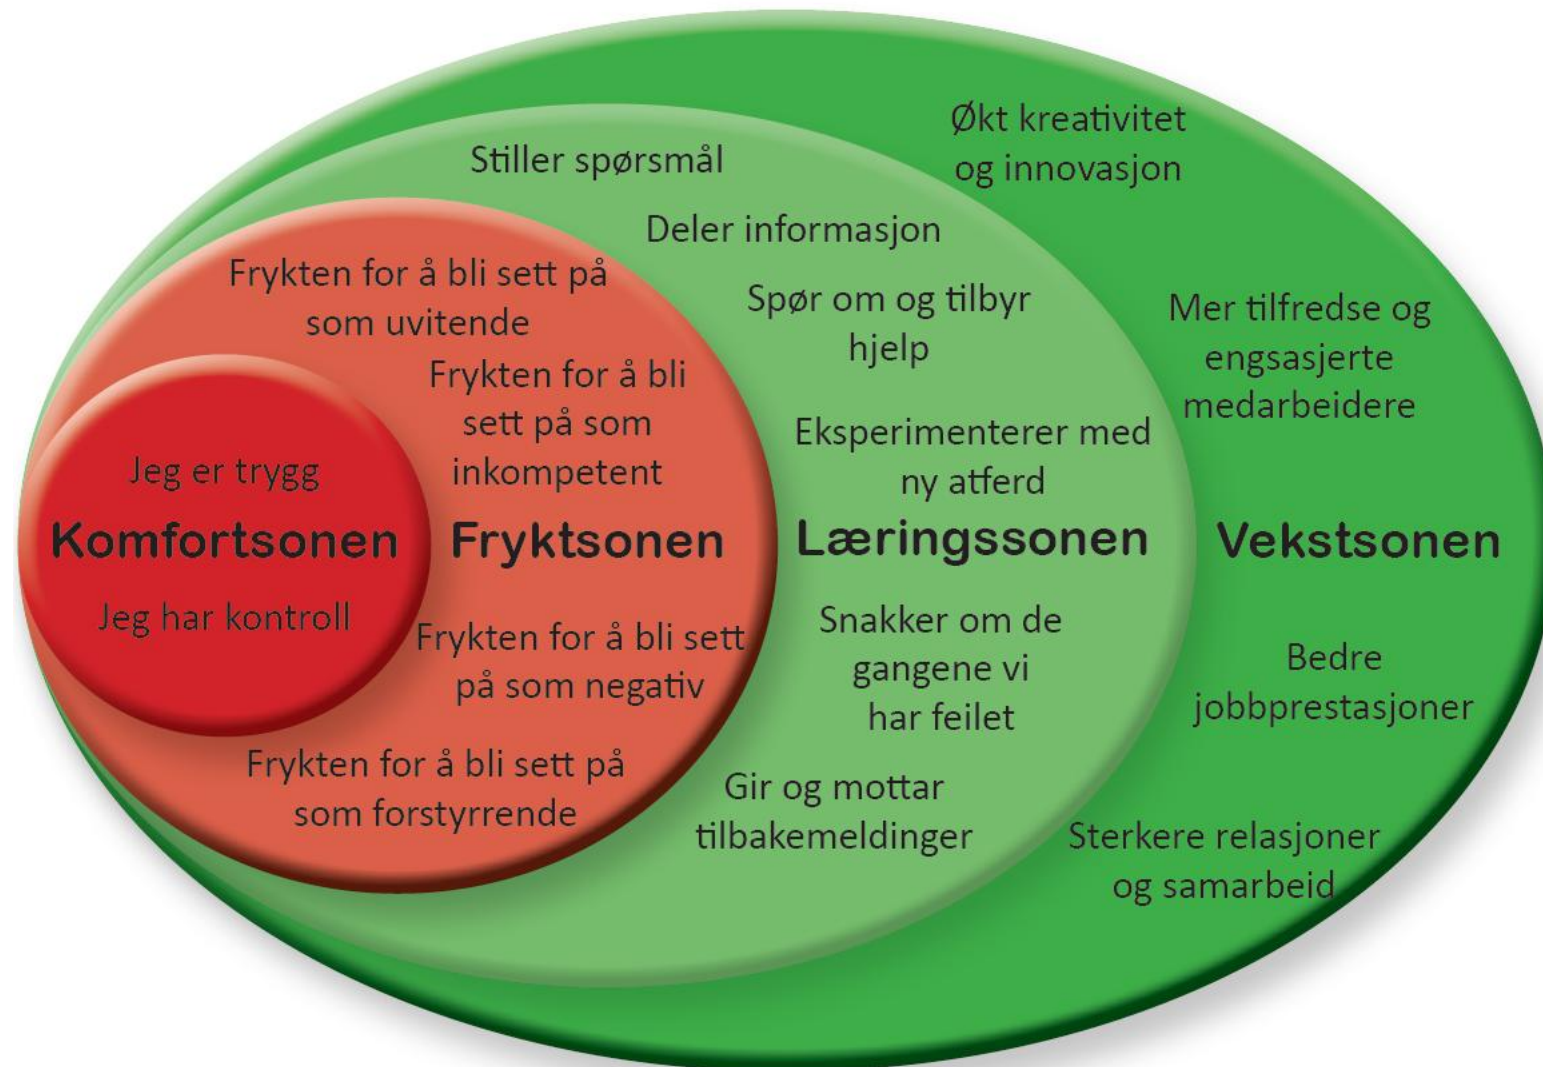 Jeg er trygg
Komfortsonen
Jeg har kontroll
Frykten for å bli sett på
som uvitende
Frykten for å bli
sett på som
inkompetent
Fryktsonen
Frykten for å bli sett
på som negativ
Frykten for å bli sett på
som forstyrrende
Stiller spørsmål
Deler informasjon
Spør om og tilbyr
hjelp
Eksperimenterer med
ny atferd
Læringssonen
Snakker om de
gangene vi
har feilet
Gir og mottar
tilbakemeldinger
Økt kreativitet
og innovasjon
Mer tilfredse og
engsasjerte
medarbeidere
Vekstsonen
Bedre
jobbprestasjoner
Sterkere relasjoner
og samarbeid